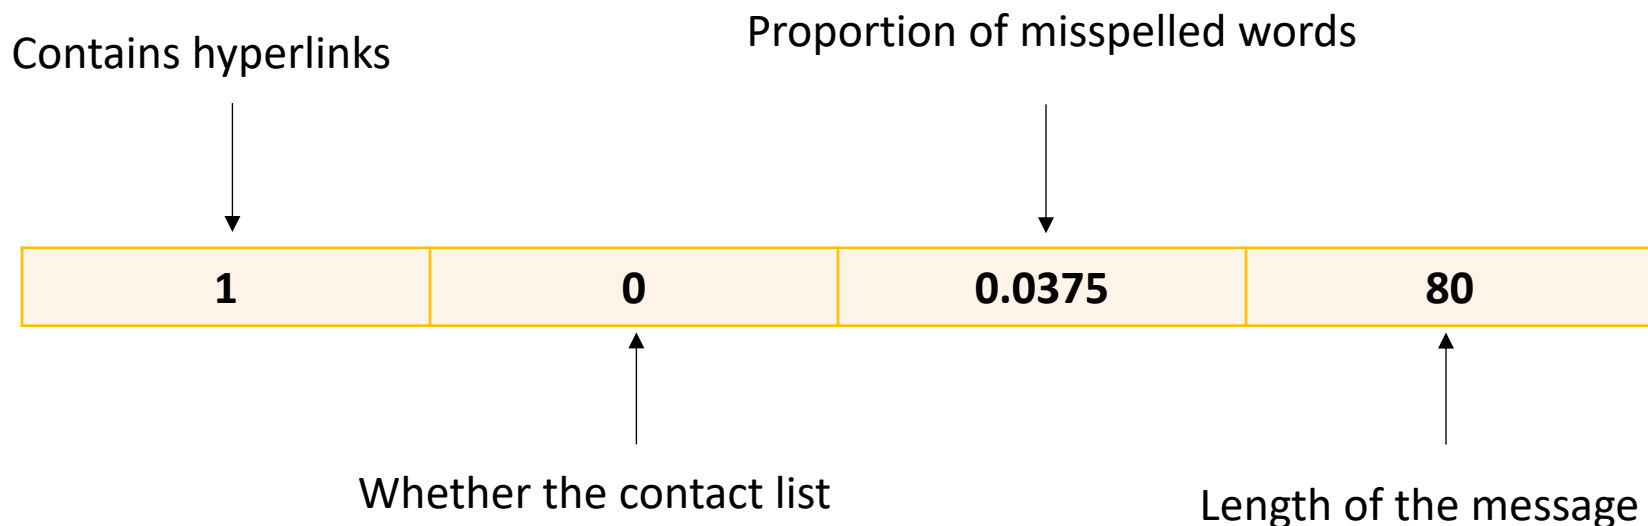 Contains hyperlinks
Proportion of misspelled words
1 0 0.0375 80
Whether the contact list
Length of the message